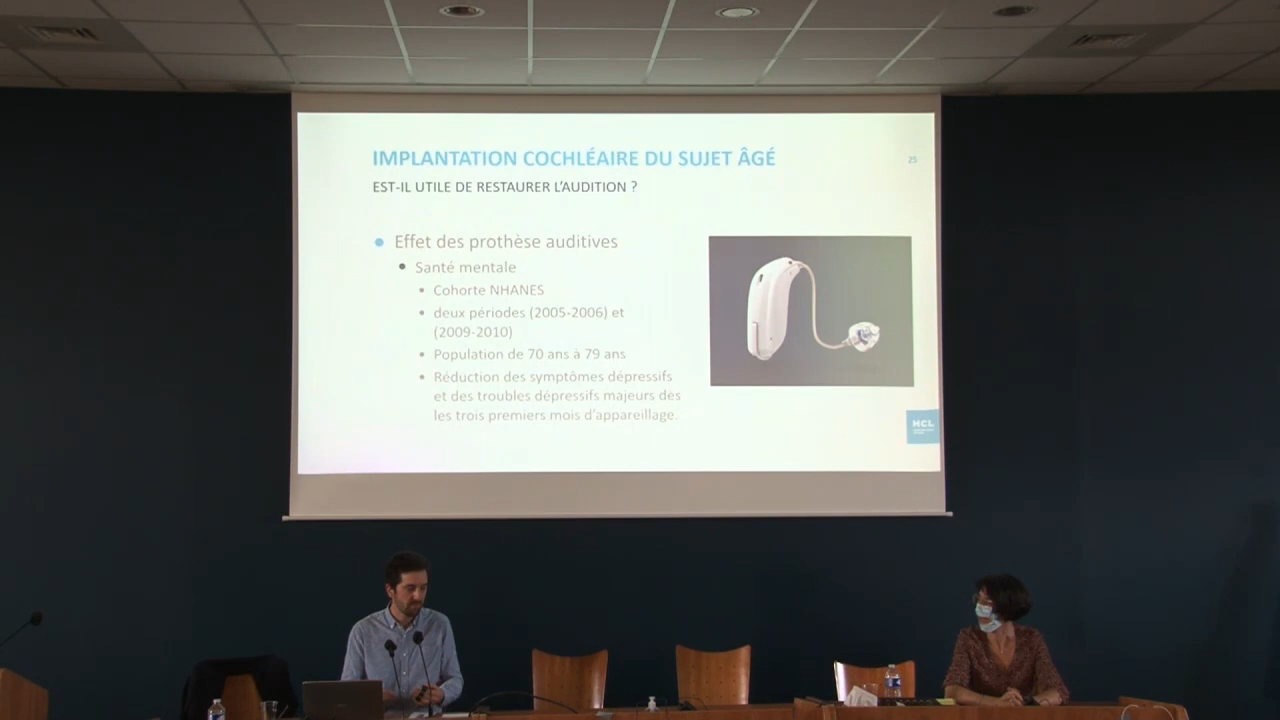 IMPLANTATION COCHLÉAIRE DU SUJET ÂGÉ
25
EST-IL UTILE DE RESTAURER L'AUDITION ?
Effet des prothèse auditives
Santé mentale
Cohorte NHANES
deux périodes (2005-2006) et
(2009-2010)
Population de 70 ans à 79 ans
Réduction des symptômes dépressifs
et des troubles dépressifs majeurs dès
les trois premiers mois d'appareillage.
HCL